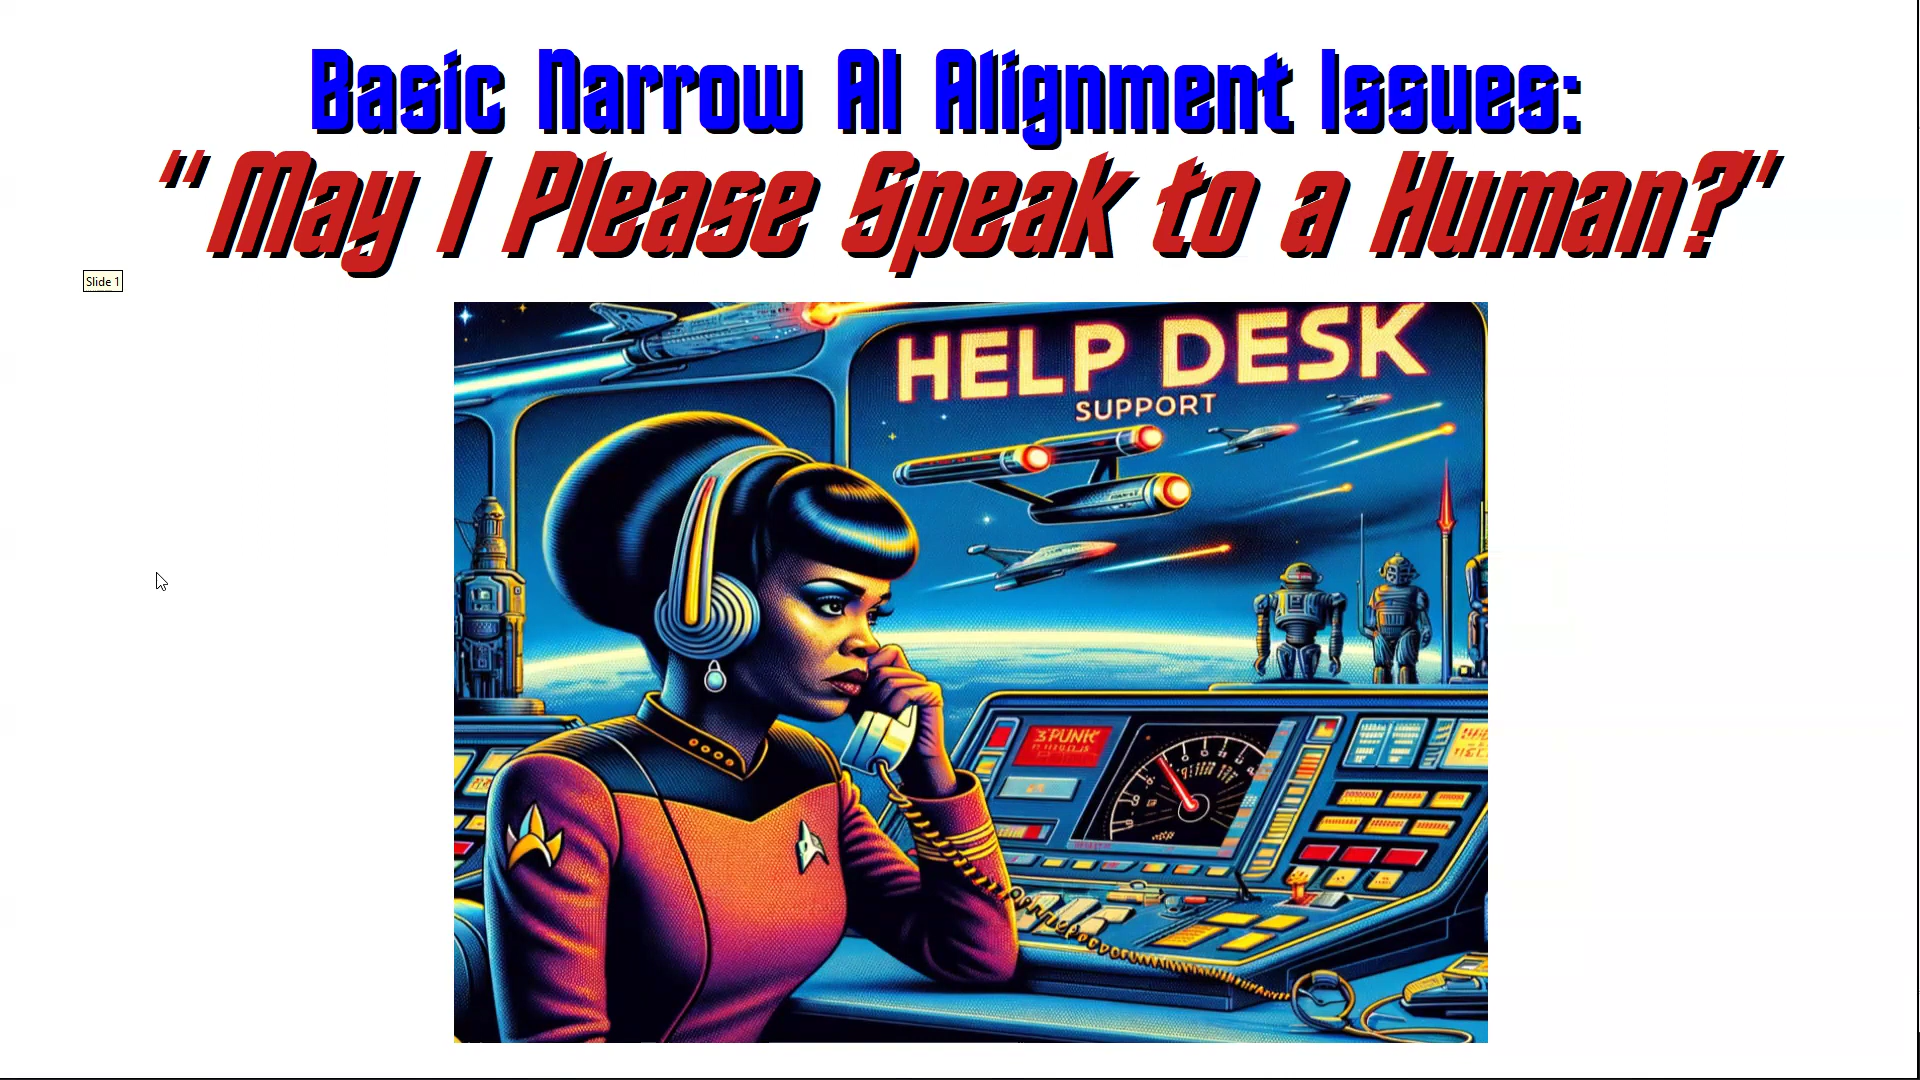 Basic Narrow AI Alignment Issues:
"May I Please Speak to a Human?"
Slide 1
HELP DESK
SUPPORT